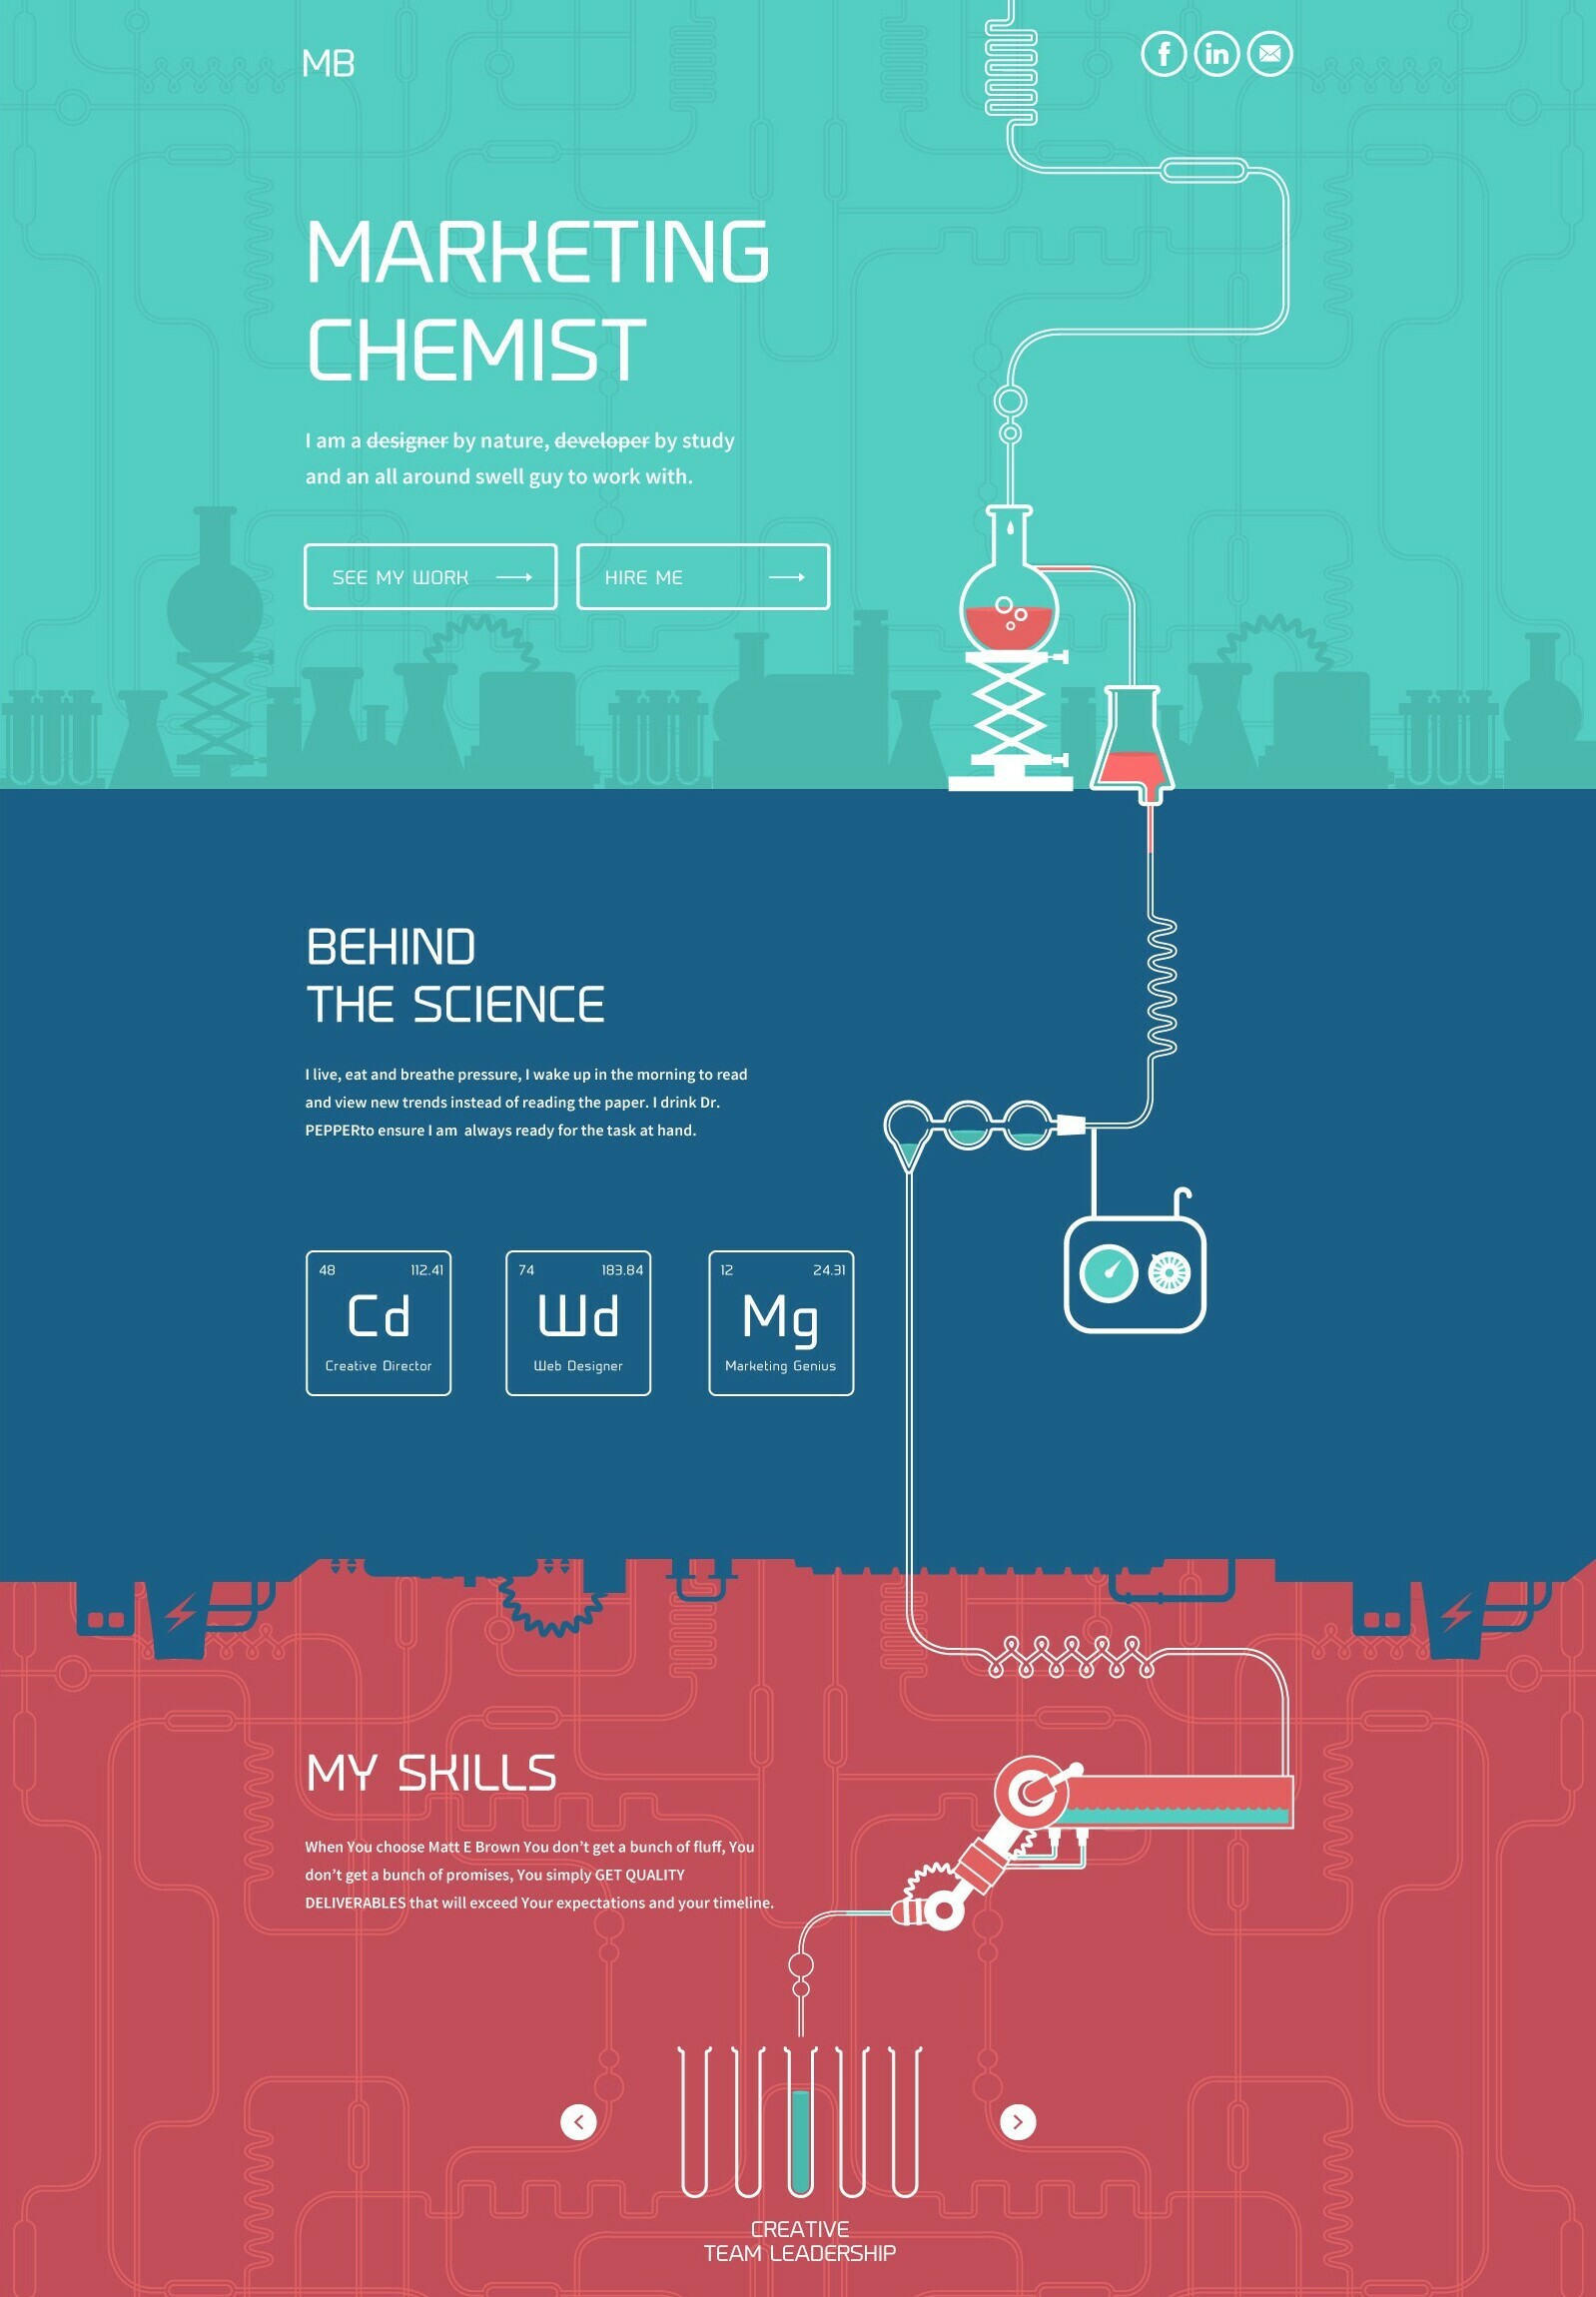 MB
f in
MARKETING
CHEMIST
I am a designer by nature, developer by study
and an all around swell guy to work with.
SEE MY WORK
HIRE ME
BEHIND
THE SCIENCE
I live, eat and breathe pressure, I wake up in the morning to read
and view new trends instead of reading the paper. I drink Dr.
PEPPERto ensure I am  always ready for the task at hand.
48 112.41
Cd
Creative Director
74 183.84
Wd
Web Designer
12 24.31
Mg
Marketing Genius
MY SKILLS
When You choose Matt E Brown You don’t get a bunch of fluff, You
don’t get a bunch of promises, You simply GET QUALITY
DELIVERABLES that will exceed Your expectations and your timeline.
CREATIVE
TEAM LEADERSHIP